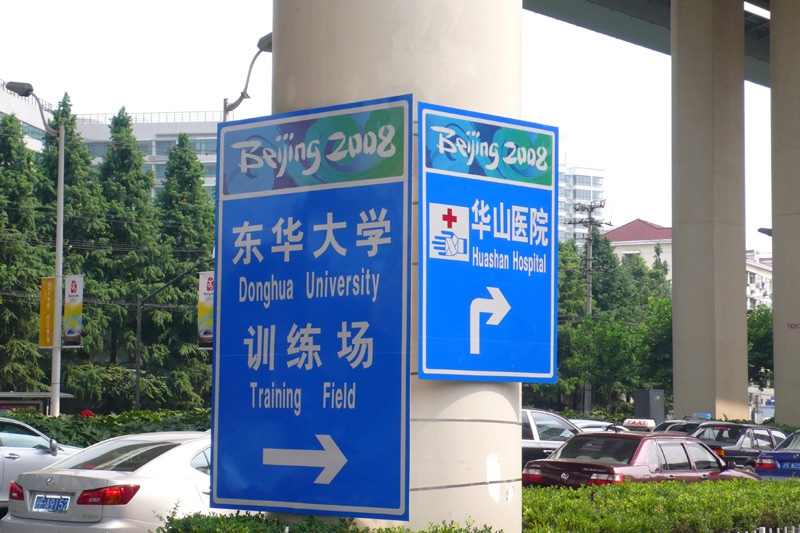 Beijing 2008
东华大学
Donghua University
训练场
Training Field
Beijing 2008
华山医院
Huashan Hospital
TAXI